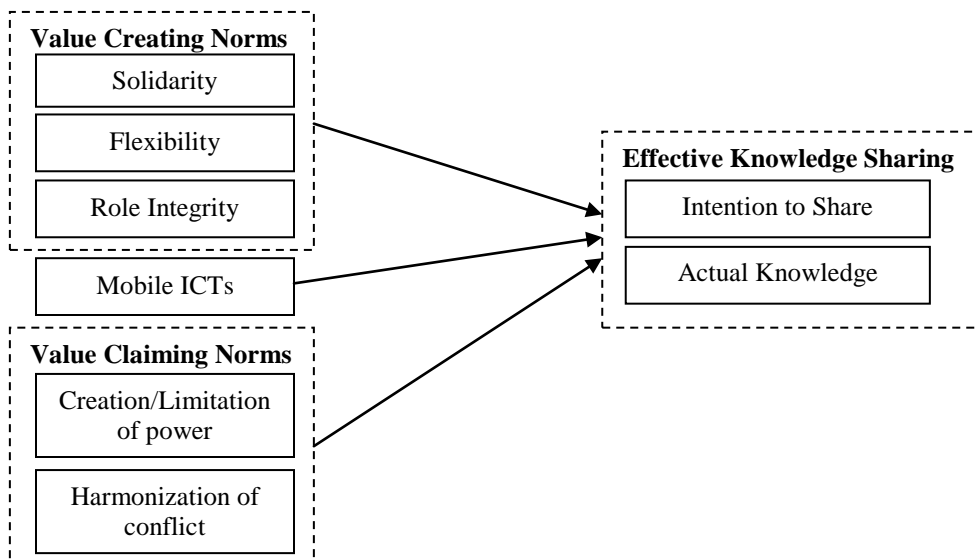 Value Creating Norms
Solidarity
Flexibility
Role Integrity
Mobile ICTs
Value Claiming Norms
Creation/Limitation
of power
Harmonization of
conflict
Effective Knowledge Sharing
Intention to Share
Actual Knowledge